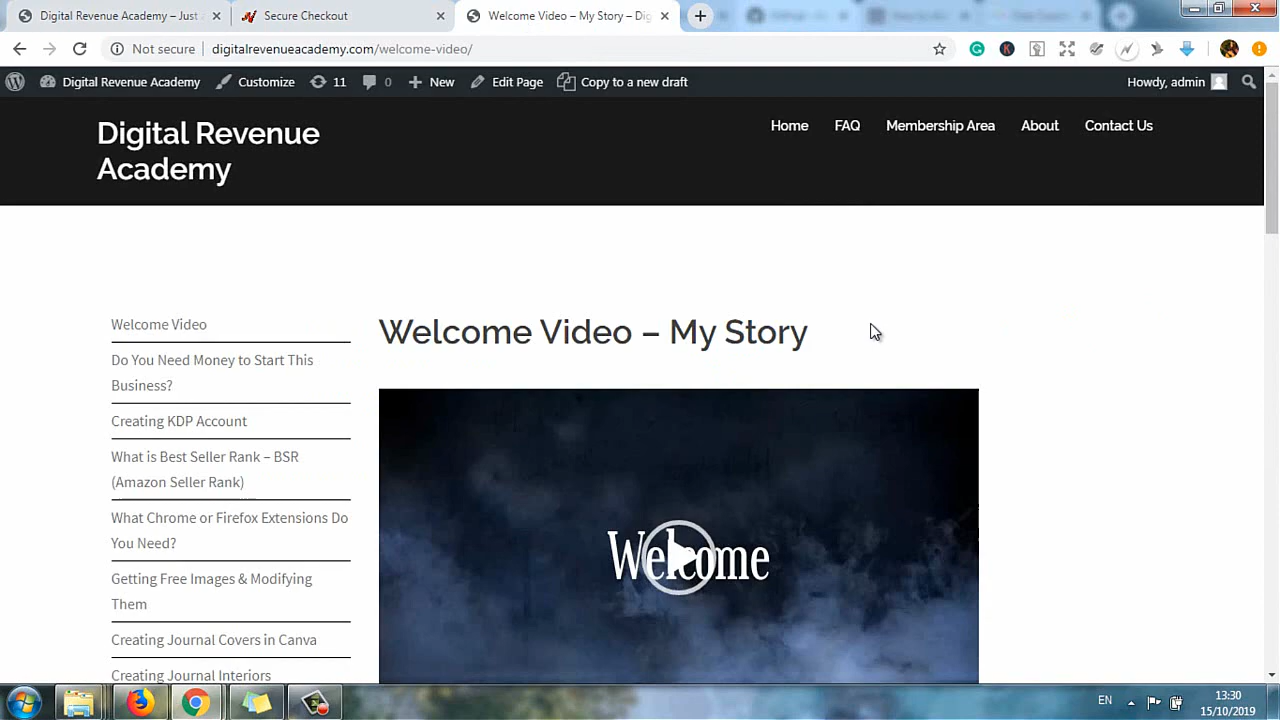 Digital Revenue Academy – Just
Secure Checkout
Welcome Video – My Story – Dig
Not secure
digitalrevenueacademy.com/welcome-video/
Digital Revenue Academy
Customize
11
0
New
Edit Page
Copy to a new draft
Howdy, admin
Digital Revenue
Academy
Home
FAQ
Membership Area
About
Contact Us
Welcome Video
Do You Need Money to Start This
Business?
Creating KDP Account
What is Best Seller Rank – BSR
(Amazon Seller Rank)
What Chrome or Firefox Extensions Do
You Need?
Getting Free Images & Modifying
Them
Creating Journal Covers in Canva
Creating Journal Interiors
Welcome Video – My Story
Welcome
EN
13:30
15/10/2019